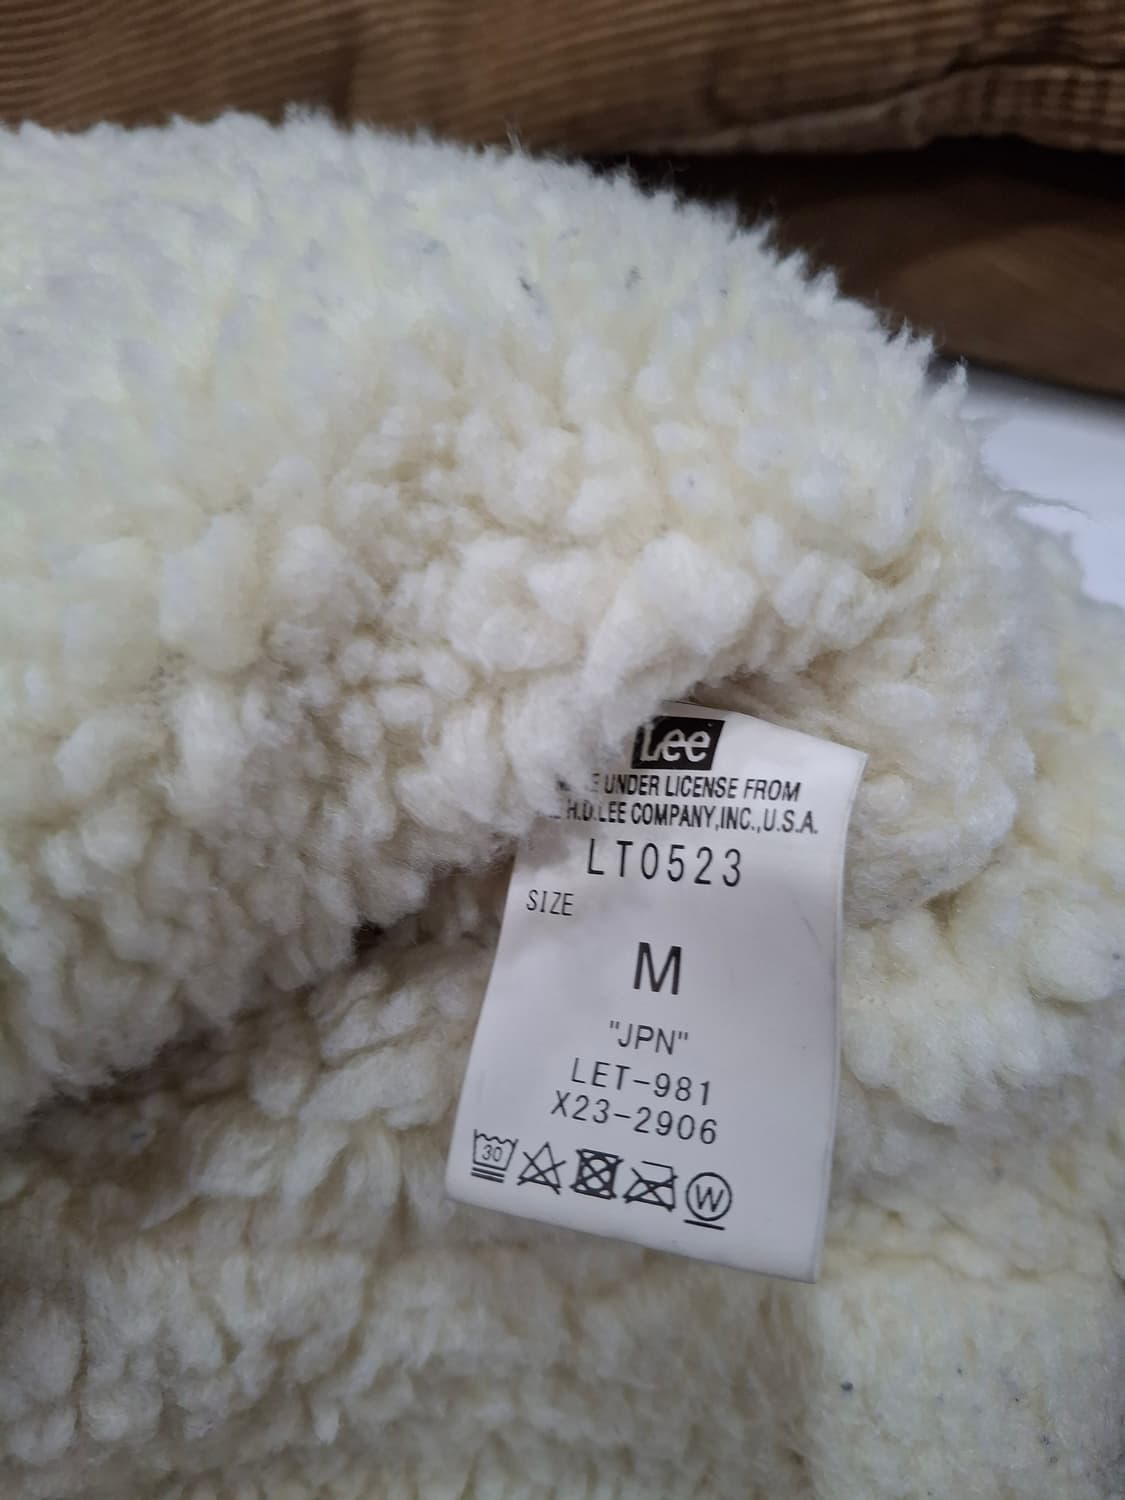 Lee
UNDER LICENSE FROM
H.D.LEE COMPANY,INC.,U.S.A.
LT0523
SIZE
M
"JPN"
LET-981
X23-2906
30
W